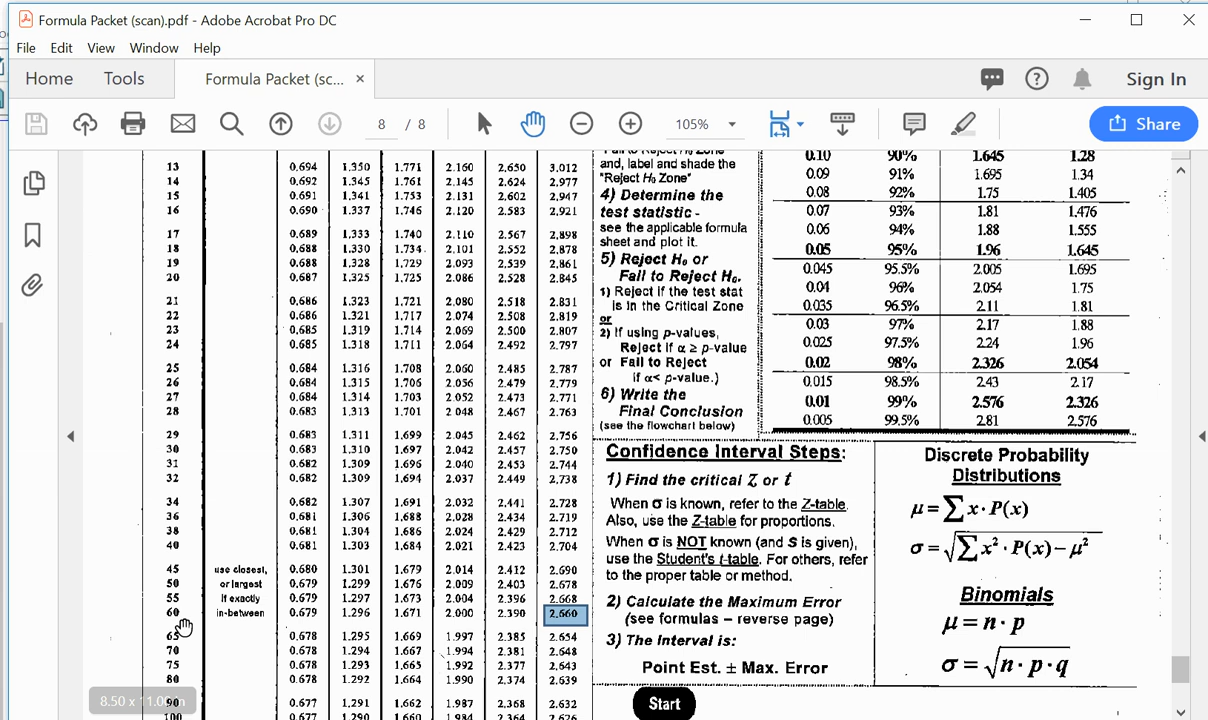 Formula Packet (scan).pdf - Adobe Acrobat Pro DC
File Edit View Window Help
Home Tools Formula Packet (sc... × Sign In
8 / 8 105% Share
13 0.694 1.350 1.771 2.160 2.650 3.012
14 0.692 1.345 1.761 2.145 2.624 2.977
15 0.691 1.341 1.753 2.131 2.602 2.947
16 0.690 1.337 1.746 2.120 2.583 2.921
17 0.689 1.333 1.740 2.110 2.567 2.898
18 0.688 1.330 1.734 2.101 2.552 2.878
19 0.688 1.328 1.729 2.093 2.539 2.861
20 0.687 1.325 1.725 2.086 2.528 2.845
21 0.686 1.323 1.721 2.080 2.518 2.831
22 0.686 1.321 1.717 2.074 2.508 2.819
23 0.685 1.319 1.714 2.069 2.500 2.807
24 0.685 1.318 1.711 2.064 2.492 2.797
25 0.684 1.316 1.708 2.060 2.485 2.787
26 0.684 1.315 1.706 2.056 2.479 2.779
27 0.684 1.314 1.703 2.052 2.473 2.771
28 0.683 1.313 1.701 2 048 2.467 2.763
29 0.683 1.311 1.699 2.045 2.462 2.756
30 0.683 1.310 1.697 2.042 2.457 2.750
31 0.682 1.309 1.696 2.040 2.453 2.744
32 0.682 1.309 1.694 2.037 2.449 2.738
34 0.682 1.307 1.691 2.032 2.441 2.728
36 0.681 1.306 1.688 2.028 2.434 2.719
38 0.681 1.304 1.686 2.024 2.429 2.712
40 0.681 1.303 1.684 2.021 2.423 2.704
45 use closest, 0.680 1.301 1.679 2.014 2.412 2.690
50 or largest 0.679 1.299 1.676 2.009 2.403 2.678
55 if exactly 0.679 1.297 1.673 2.004 2.396 2.668
60 in-between 0.679 1.296 1.671 2.000 2.390 2.660
65 0.678 1.295 1.669 1.997 2.385 2.654
70 0.678 1.294 1.667 1.994 2.381 2.648
75 0.678 1.293 1.665 1.992 2.377 2.643
80 0.678 1.292 1.664 1.990 2.374 2.639
90 0.677 1.291 1.662 1.987 2.368 2.632
100 0.677 1.290 1.660 1.984 2.364 2.626
8.50 x 11.00 in
"Fail to Reject H₀ Zone"
and, label and shade the
"Reject H₀ Zone"
4) Determine the
test statistic -
see the applicable formula
sheet and plot it.
5) Reject H₀ or
Fail to Reject H₀.
1) Reject if the test stat
is in the Critical Zone
or
2) If using p-values,
Reject if α ≥ p-value
or Fail to Reject
if α< p-value.)
6) Write the
Final Conclusion
(see the flowchart below)
0.10 90% 1.645 1.28
0.09 91% 1.695 1.34
0.08 92% 1.75 1.405
0.07 93% 1.81 1.476
0.06 94% 1.88 1.555
0.05 95% 1.96 1.645
0.045 95.5% 2.005 1.695
0.04 96% 2.054 1.75
0.035 96.5% 2.11 1.81
0.03 97% 2.17 1.88
0.025 97.5% 2.24 1.96
0.02 98% 2.326 2.054
0.015 98.5% 2.43 2.17
0.01 99% 2.576 2.326
0.005 99.5% 2.81 2.576
Confidence Interval Steps:
1) Find the critical Z or t
When σ is known, refer to the Z-table.
Also, use the Z-table for proportions.
When σ is NOT known (and S is given),
use the Student's t-table. For others, refer
to the proper table or method.
2) Calculate the Maximum Error
(see formulas – reverse page)
3) The Interval is:
Point Est. ± Max. Error
Start
Discrete Probability
Distributions
μ = ∑ x · P(x)
σ = √∑ x² · P(x) – μ²
Binomials
μ = n · p
σ = √n · p · q